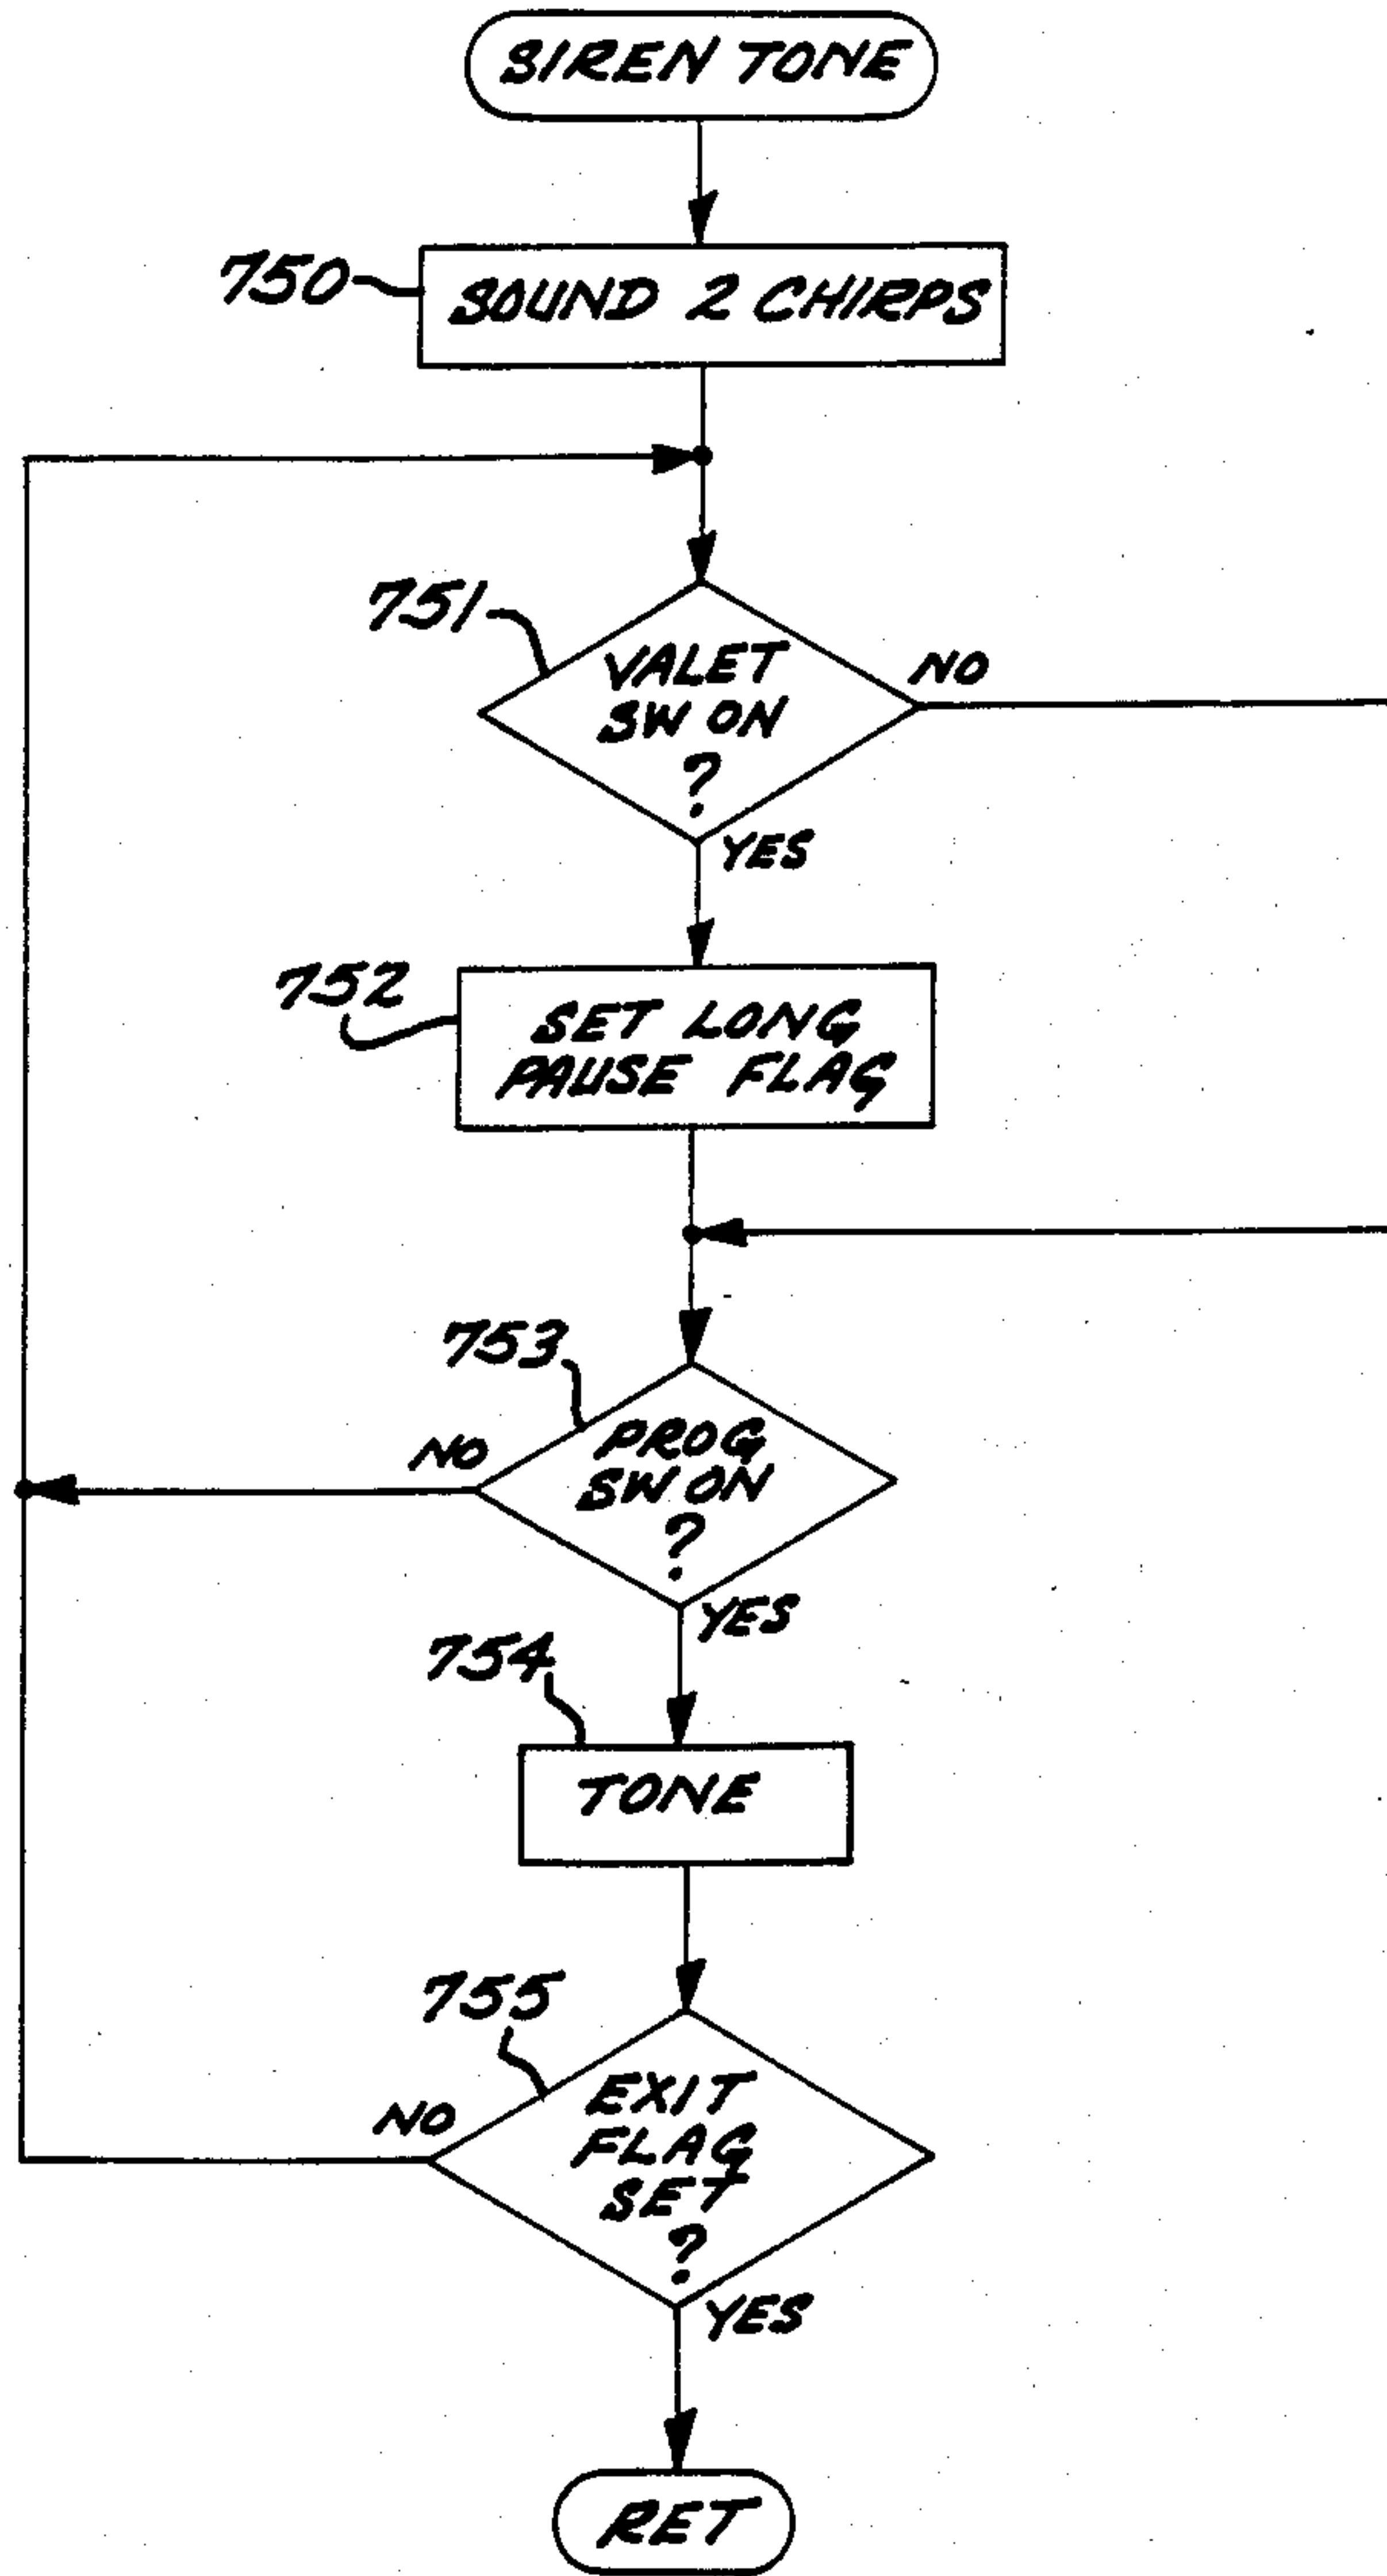 SIREN TONE
750
SOUND 2 CHIRPS
751
VALET
SW ON
?
NO
YES
752
SET LONG
PAUSE FLAG
753
PROG
SW ON
?
NO
YES
754
TONE
755
EXIT
FLAG
SET
?
NO
YES
RET